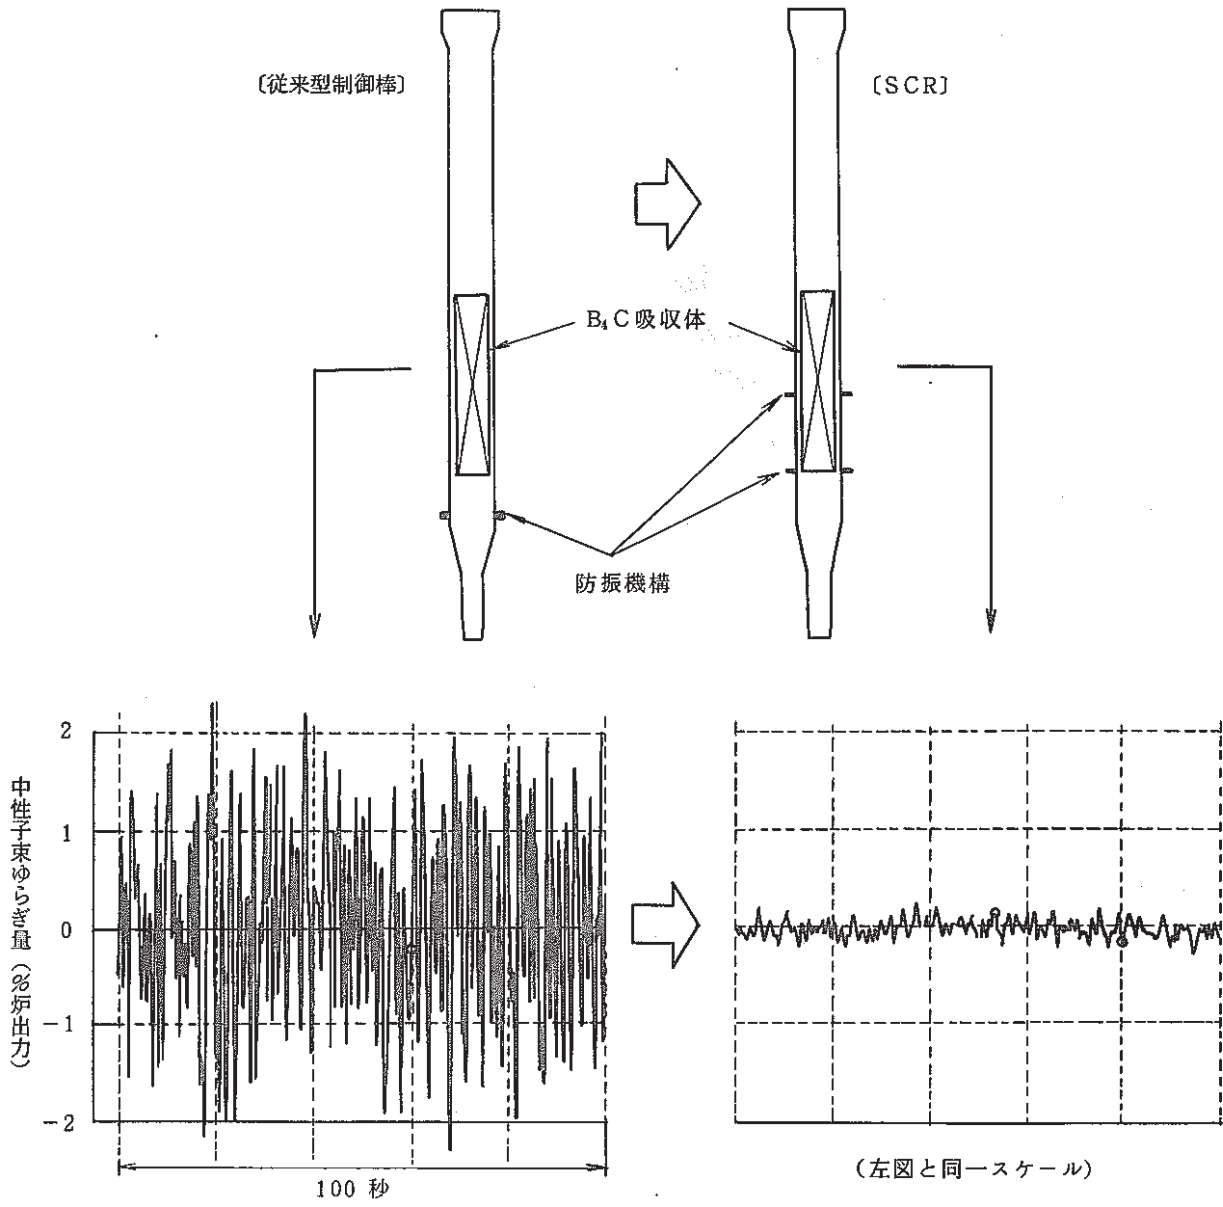 〔従来型制御棒〕
〔SCR〕
B₄C吸収体
防振機構
中性子束ゆらぎ量(%炉出力)
2
1
0
-1
-2
100 秒
(左図と同一スケール)